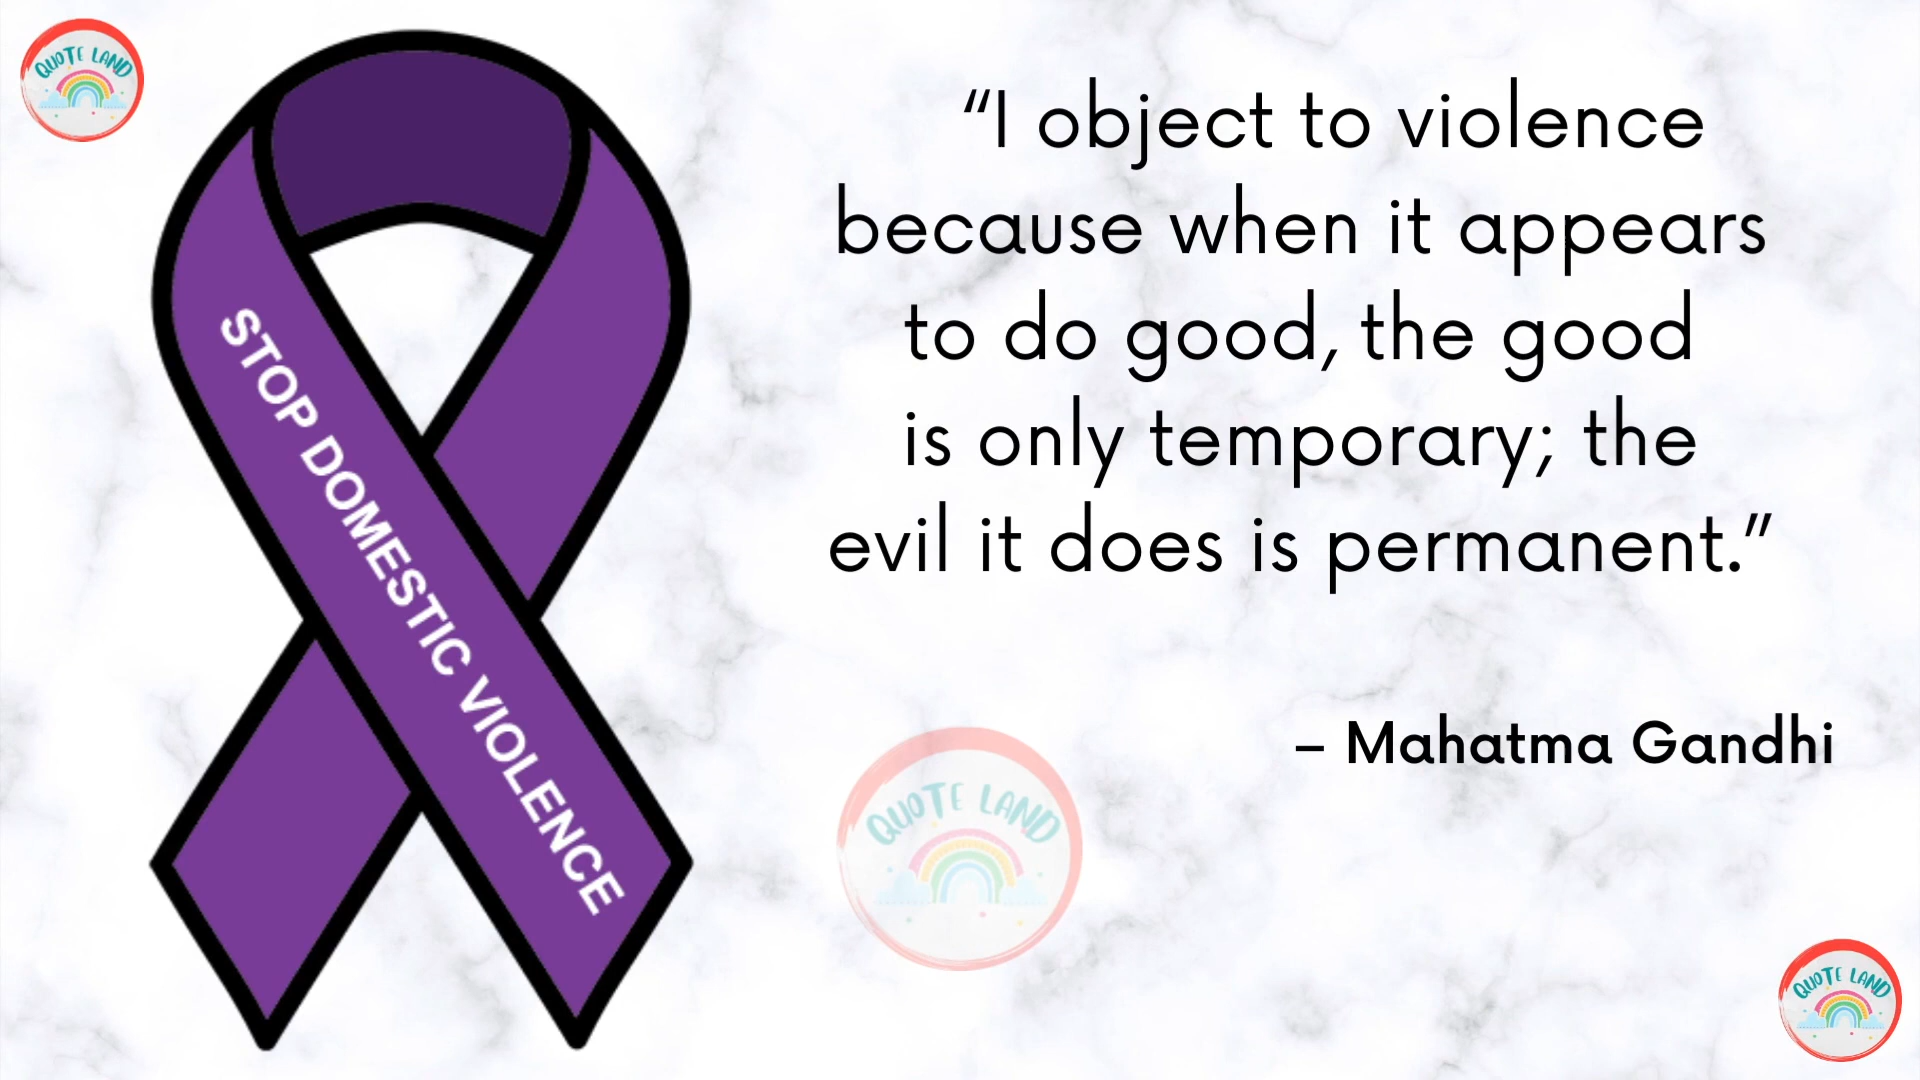 QUOTE LAND
STOP DOMESTIC VIOLENCE
“I object to violence
because when it appears
to do good, the good
is only temporary; the
evil it does is permanent.”
– Mahatma Gandhi
QUOTE LAND
QUOTE LAND